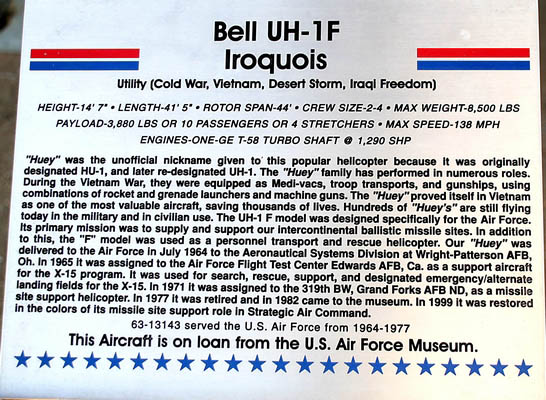 Bell UH-1F
Iroquois
Utility (Cold War, Vietnam, Desert Storm, Iraqi Freedom)
HEIGHT-14' 7" • LENGTH-41' 5" • ROTOR SPAN-44' • CREW SIZE-2-4 • MAX WEIGHT-8,500 LBS
PAYLOAD-3,880 LBS OR 10 PASSENGERS OR 4 STRETCHERS • MAX SPEED-138 MPH
ENGINES-ONE-GE T-58 TURBO SHAFT @ 1,290 SHP
"Huey" was the unofficial nickname given to this popular helicopter because it was originally
designated HU-1, and later re-designated UH-1. The "Huey" family has performed in numerous roles.
During the Vietnam War, they were equipped as Medi-vacs, troop transports, and gunships, using
combinations of rocket and grenade launchers and machine guns. The "Huey" proved itself in Vietnam
as one of the most valuable aircraft, saving thousands of lives. Hundreds of "Huey's" are still flying
today in the military and in civilian use. The UH-1 F model was designed specifically for the Air Force.
Its primary mission was to supply and support our intercontinental ballistic missile sites. In addition
to this, the "F" model was used as a personnel transport and rescue helicopter. Our "Huey" was
delivered to the Air Force in July 1964 to the Aeronautical Systems Division at Wright-Patterson AFB,
Oh. In 1965 it was assigned to the Air Force Flight Test Center Edwards AFB, Ca. as a support aircraft
for the X-15 program. It was used for search, rescue, support, and designated emergency/alternate
landing fields for the X-15. In 1971 it was assigned to the 319th BW, Grand Forks AFB ND, as a missile
site support helicopter. In 1977 it was retired and in 1982 came to the museum. In 1999 it was restored
in the colors of its missile site support role in Strategic Air Command.
63-13143 served the U.S. Air Force from 1964-1977
This Aircraft is on loan from the U.S. Air Force Museum.